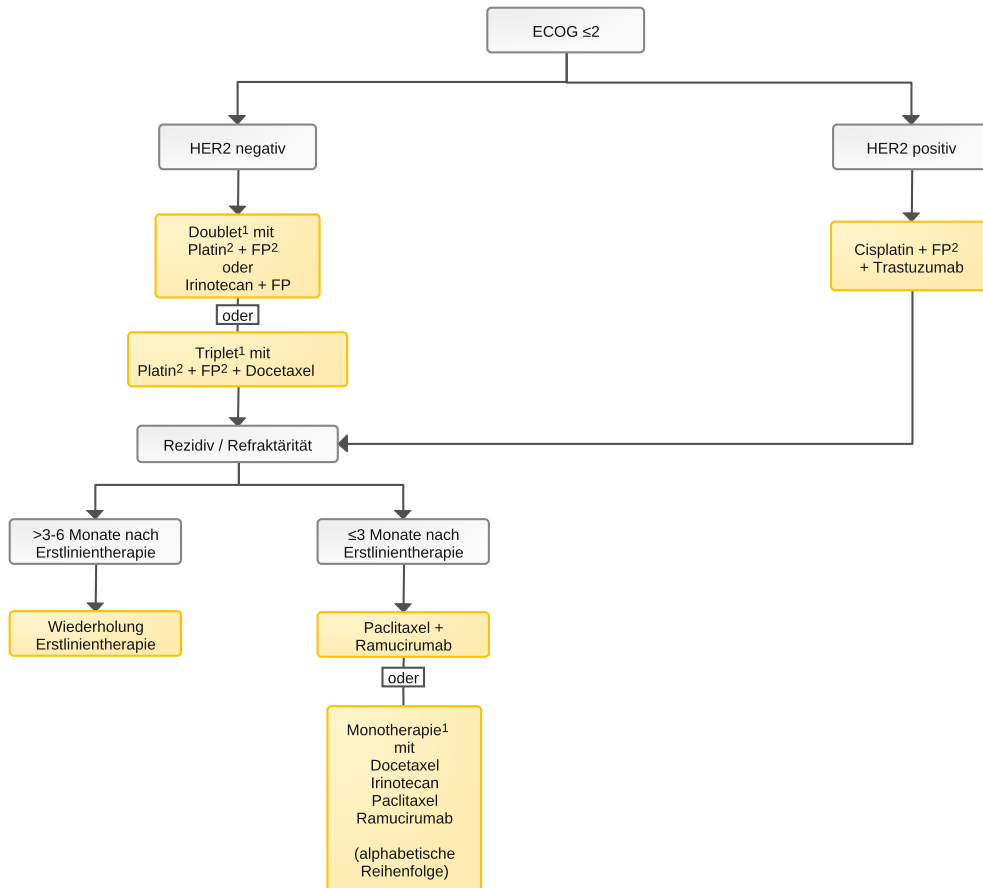 ECOG ≤2
HER2 negativ
HER2 positiv
Doublet¹ mit
Platin² + FP²
oder
Irinotecan + FP
Cisplatin + FP²
+ Trastuzumab
oder
Triplet¹ mit
Platin² + FP² + Docetaxel
Rezidiv / Refraktärität
>3-6 Monate nach
Erstlinientherapie
≤3 Monate nach
Erstlinientherapie
Wiederholung
Erstlinientherapie
Paclitaxel +
Ramucirumab
oder
Monotherapie¹
mit
Docetaxel
Irinotecan
Paclitaxel
Ramucirumab
(alphabetische
Reihenfolge)